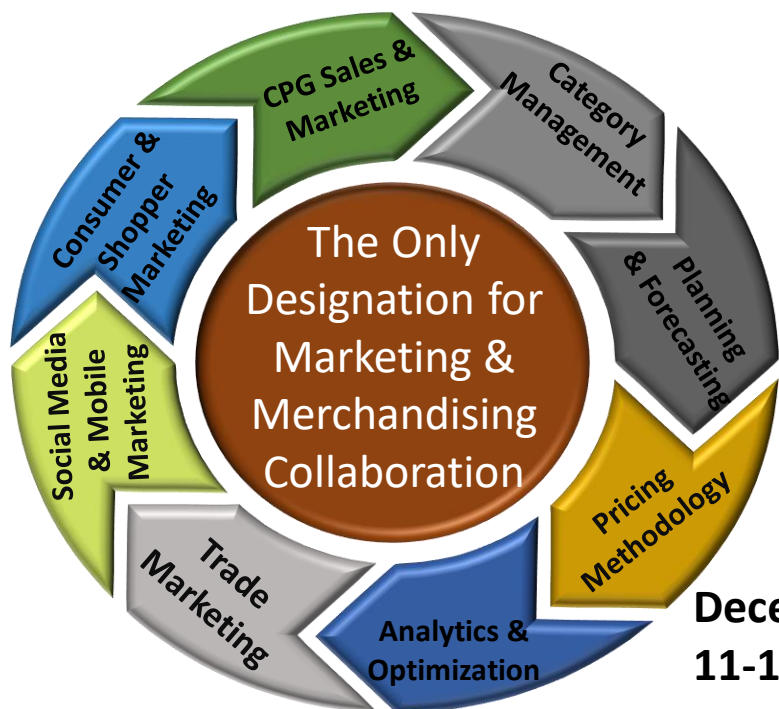 CPG Sales &
Marketing
Category
Management
Planning
& Forecasting
Pricing
Methodology
Analytics &
Optimization
Trade
Marketing
Social Media
& Mobile
Marketing
Consumer &
Shopper
Marketing
The Only
Designation for
Marketing &
Merchandising
Collaboration